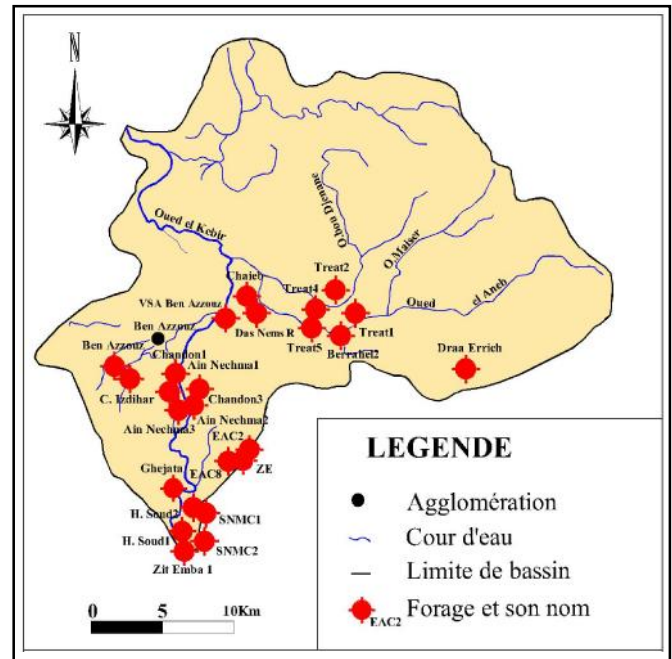 N
Oued el Kebir
O.bou Djenane
O.Maiser
Treat2
Chaieb
Treat4
Oued el Aneb
VSA Ben Azzouz
Ben Azzouz
Das Nems R
Treat1
Treat5
Berrahel2
Ben Azzouz
Chandon1
Ain Nechma1
Draa Errich
C. Izdihar
Chandon3
Ain Nechma2
Ain Nechma3
EAC2
Ghejata
EAC8
ZE
H. Soud2
SNMC1
H. Soud1
SNMC2
Zit Emba 1
0 5 10Km
LEGENDE
Agglomération
Cour d'eau
Limite de bassin
Forage et son nom
EAC2